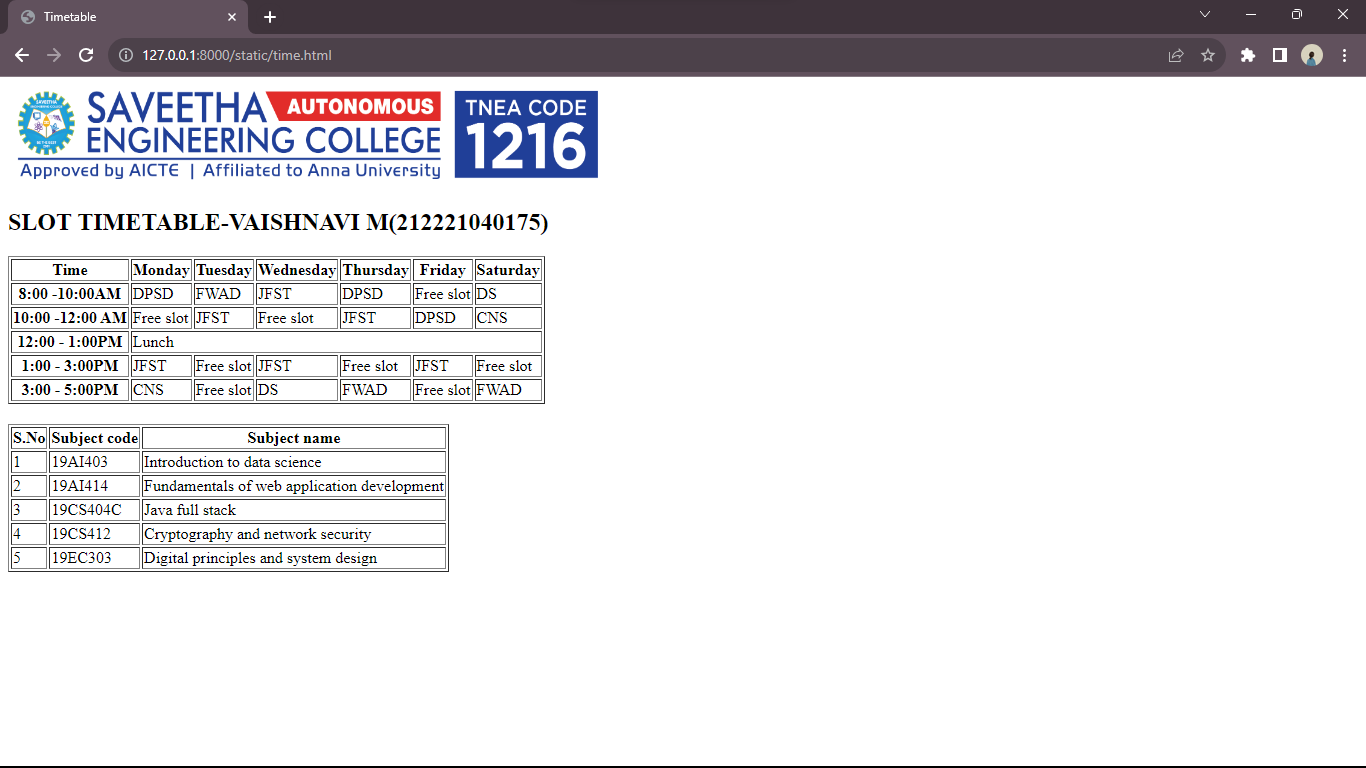 Timetable
127.0.0.1:8000/static/time.html
SAVEETHA AUTONOMOUS
ENGINEERING COLLEGE
Approved by AICTE | Affiliated to Anna University
TNEA CODE
1216
SLOT TIMETABLE-VAISHNAVI M(212221040175)
Time Monday Tuesday Wednesday Thursday Friday Saturday
8:00 -10:00AM DPSD FWAD JFST DPSD Free slot DS
10:00 -12:00 AM Free slot JFST Free slot JFST DPSD CNS
12:00 - 1:00PM Lunch
1:00 - 3:00PM JFST Free slot JFST Free slot JFST Free slot
3:00 - 5:00PM CNS Free slot DS FWAD Free slot FWAD
S.No Subject code Subject name
1 19AI403 Introduction to data science
2 19AI414 Fundamentals of web application development
3 19CS404C Java full stack
4 19CS412 Cryptography and network security
5 19EC303 Digital principles and system design